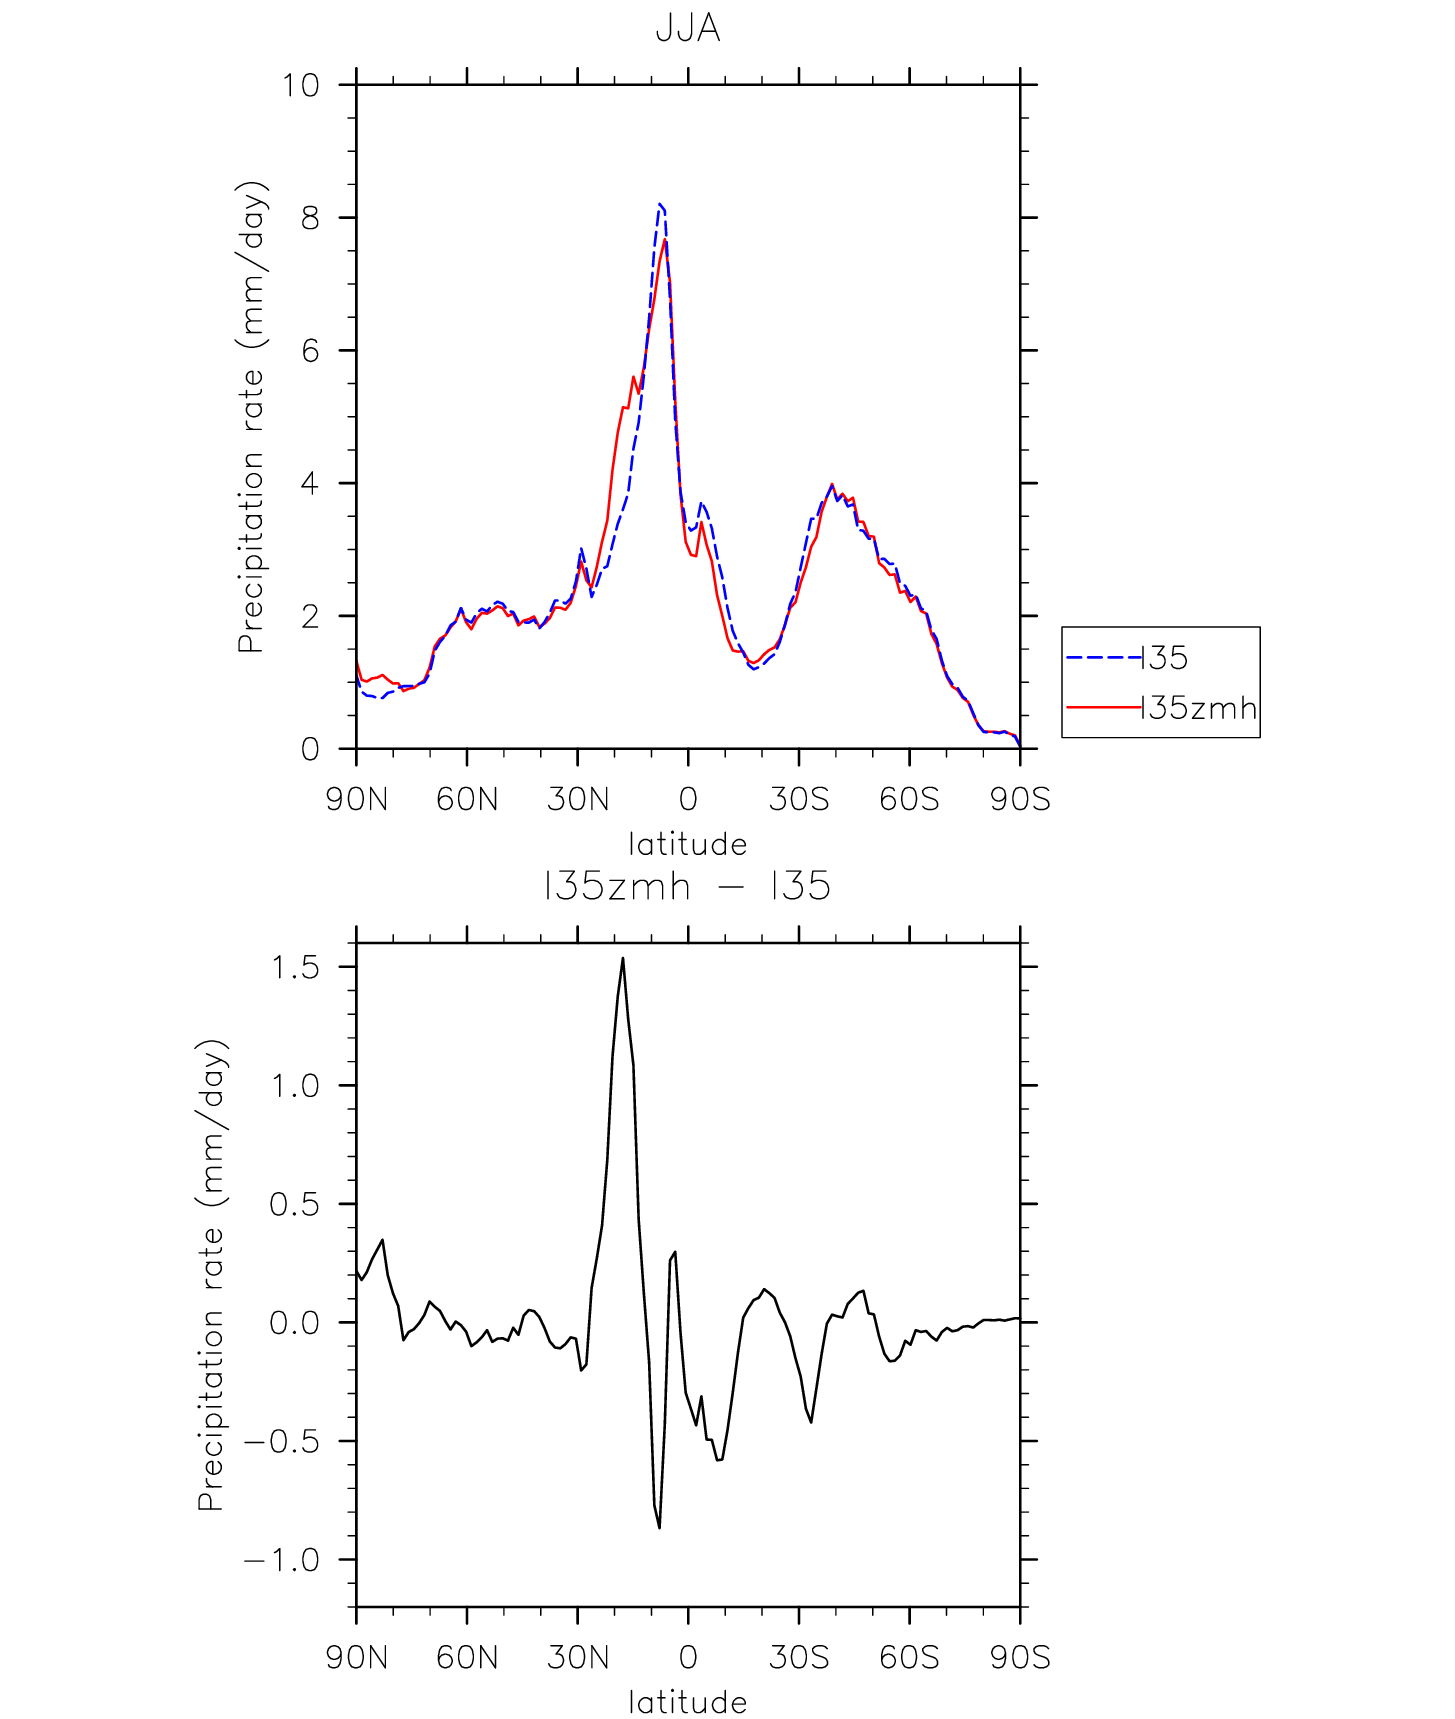 JJA
10
8
6
4
2
0
Precipitation rate (mm/day)
90N 60N 30N 0 30S 60S 90S
latitude
I35
I35zmh
I35zmh − I35
1.5
1.0
0.5
0.0
−0.5
−1.0
Precipitation rate (mm/day)
90N 60N 30N 0 30S 60S 90S
latitude